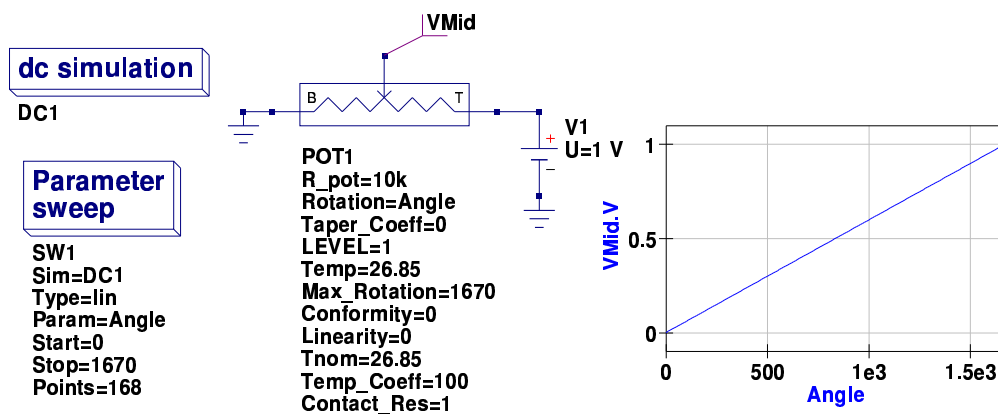 VMid
dc simulation
DC1
Parameter
sweep
SW1
Sim=DC1
Type=lin
Param=Angle
Start=0
Stop=1670
Points=168
B
T
POT1
R_pot=10k
Rotation=Angle
Taper_Coeff=0
LEVEL=1
Temp=26.85
Max_Rotation=1670
Conformity=0
Linearity=0
Tnom=26.85
Temp_Coeff=100
Contact_Res=1
V1
U=1 V
+
−
VMid.V
1
0.5
0
0 500 1e3 1.5e3
Angle